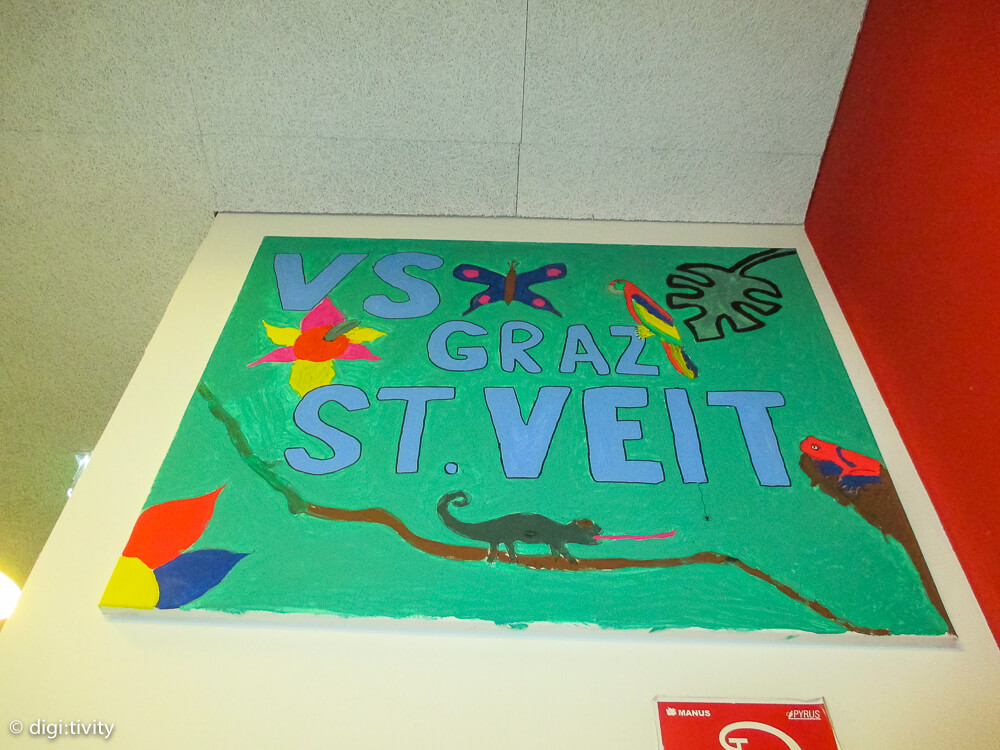 VS
GRAZ
ST. VEIT
MANUS PYRUS
© digi:tivity